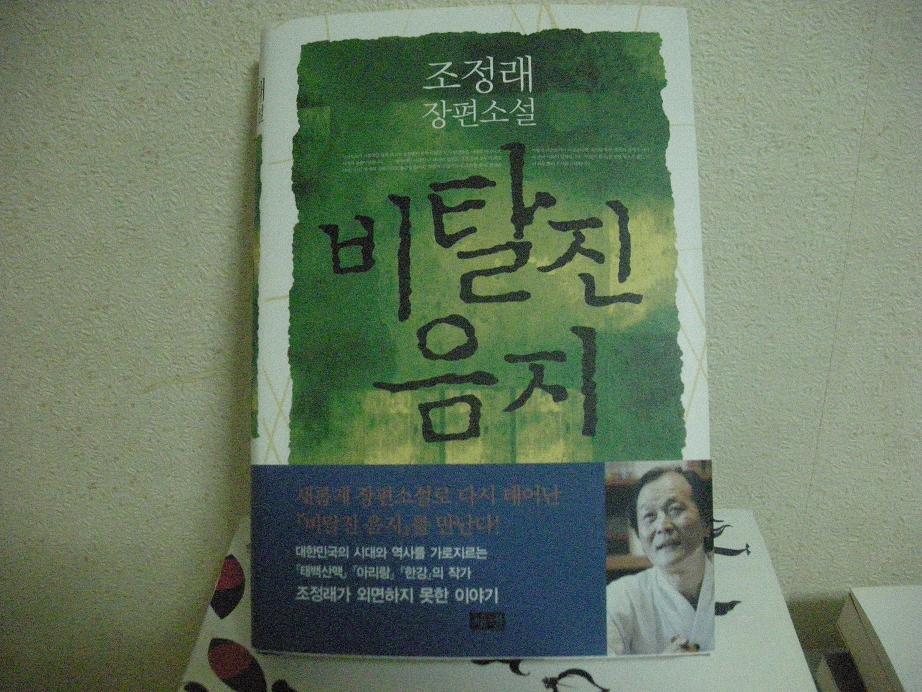 조정래
장편소설
비탈진
음지
새롭게 장편소설로 다시 태어난
『비탈진 음지』를 만난다!
대한민국의 시대와 역사를 가로지르는
『태백산맥』 『아리랑』 『한강』의 작가
조정래가 외면하지 못한 이야기